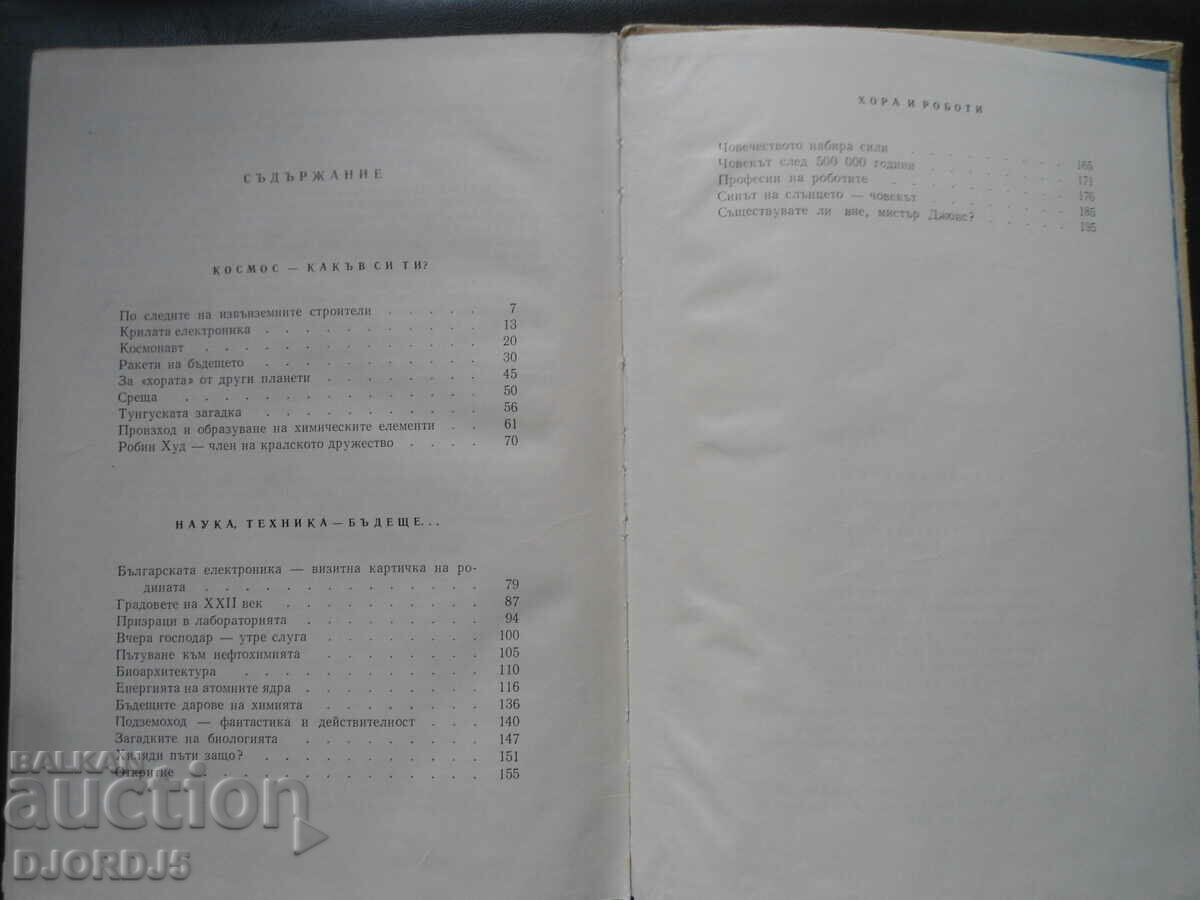 СЪДЪРЖАНИЕ
КОСМОС — КАКЪВ СИ ТИ?
По следите на извънземните строители . . . . . 7
Крилата електроника . . . . . . . . . . . 13
Космонавт . . . . . . . . . . . . . . 20
Ракети на бъдещето . . . . . . . . . . . 30
За «хората» от други планети . . . . . . . . 45
Среща . . . . . . . . . . . . . . . 50
Тунгуската загадка . . . . . . . . . . . 56
Произход и образуване на химическите елементи . . 61
Робин Худ — член на кралското дружество . . . . 70
НАУКА, ТЕХНИКА — БЪДЕЩЕ...
Българската електроника — визитна картичка на ро-
дината . . . . . . . . . . . . . . 79
Градовете на XXII век . . . . . . . . . . 87
Призраци в лабораторията . . . . . . . . . 94
Вчера господар — утре слуга . . . . . . . . 100
Пътуване към нефтохимията . . . . . . . . 105
Биоархитектура . . . . . . . . . . . . 110
Енергията на атомните ядра . . . . . . . . . 116
Бъдещите дарове на химията . . . . . . . . 136
Подземоход — фантастика и действителност . . . 140
Загадките на биологията . . . . . . . . . 147
Хиляди пъти защо? . . . . . . . . . . . 151
Откритие . . . . . . . . . . . . . . 155
ХОРА И РОБОТИ
Човечеството набира сили . . . . . . . . . 165
Човекът след 500 000 години . . . . . . . . 171
Професии на роботите . . . . . . . . . . 176
Синът на слънцето — човекът . . . . . . . . 185
Съществувате ли вие, мистър Джонс? . . . . . 195
BALKAN
auction
DJORDJ5